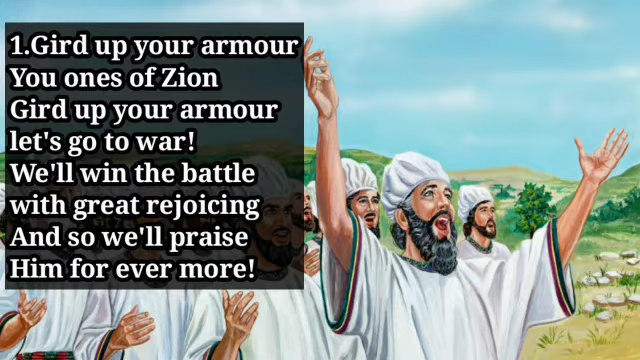 1.Gird up your armour
You ones of Zion
Gird up your armour
let's go to war!
We'll win the battle
with great rejoicing
And so we'll praise
Him for ever more!